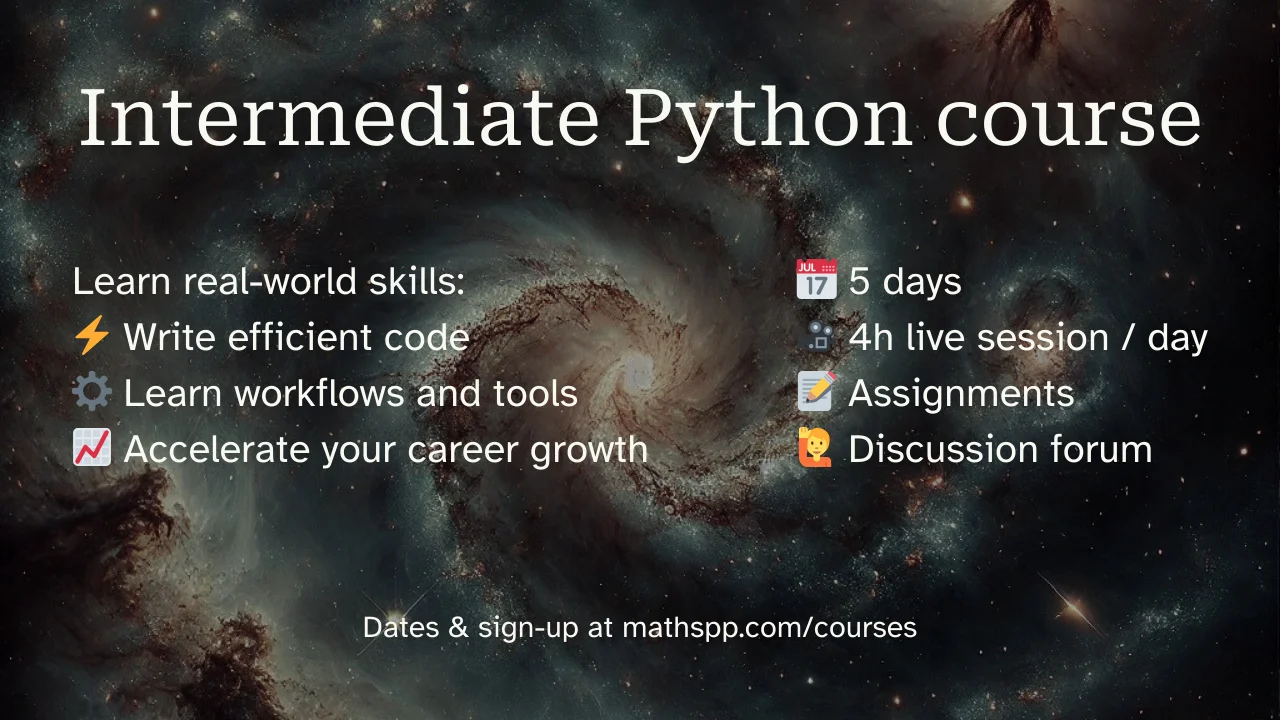 Intermediate Python course
Learn real-world skills:
⚡ Write efficient code
⚙️ Learn workflows and tools
📈 Accelerate your career growth
📅 5 days
🎥 4h live session / day
📝 Assignments
🙋 Discussion forum
Dates & sign-up at mathspp.com/courses